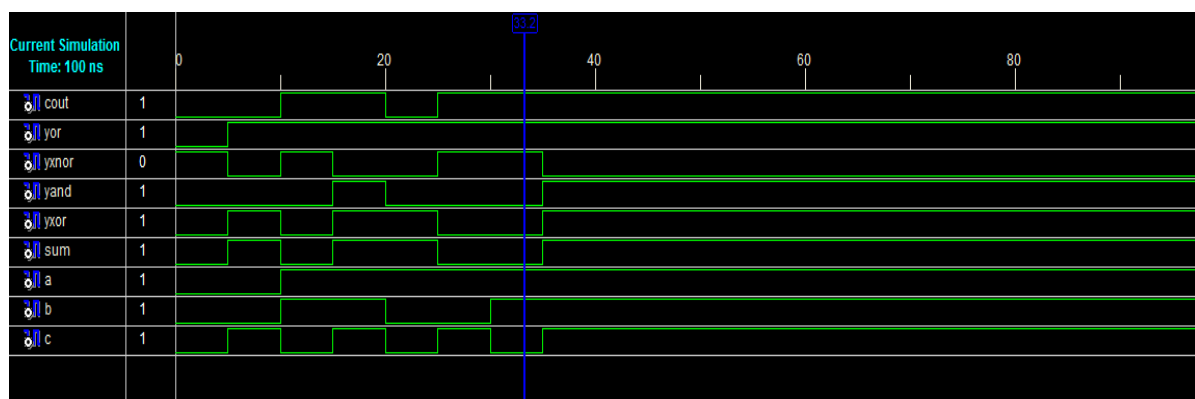 33.2
Current Simulation
Time: 100 ns
0 20 40 60 80
cout 1
yor 1
yxnor 0
yand 1
yxor 1
sum 1
a 1
b 1
c 1